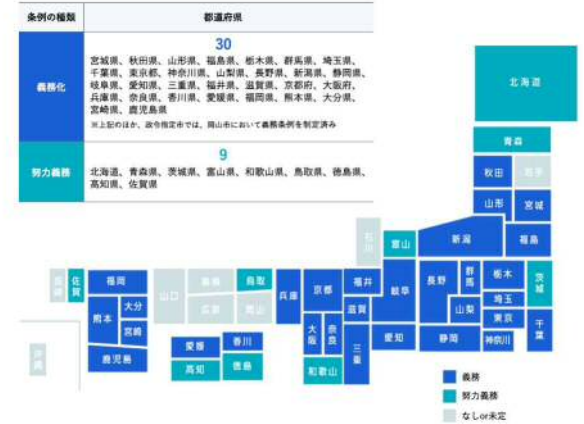 条例の種類
都道府県
義務化
30
宮城県、秋田県、山形県、福島県、栃木県、群馬県、埼玉県、
千葉県、東京都、神奈川県、山梨県、長野県、新潟県、静岡県、
岐阜県、愛知県、三重県、福井県、滋賀県、京都府、大阪府、
兵庫県、奈良県、香川県、愛媛県、福岡県、熊本県、大分県、
宮崎県、鹿児島県
※上記のほか、政令指定市では、岡山市において義務条例を制定済み
努力義務
9
北海道、青森県、茨城県、富山県、和歌山県、鳥取県、徳島県、
高知県、佐賀県
北海道
青森
秋田
岩手
山形
宮城
石川
富山
新潟
福島
長崎
佐賀
福岡
山口
島根
鳥取
兵庫
京都
福井
岐阜
長野
群馬
栃木
茨城
熊本
大分
広島
岡山
滋賀
山梨
埼玉
東京
千葉
宮崎
沖縄
鹿児島
愛媛
香川
大阪
奈良
三重
愛知
静岡
神奈川
高知
徳島
和歌山
義務
努力義務
なしor未定